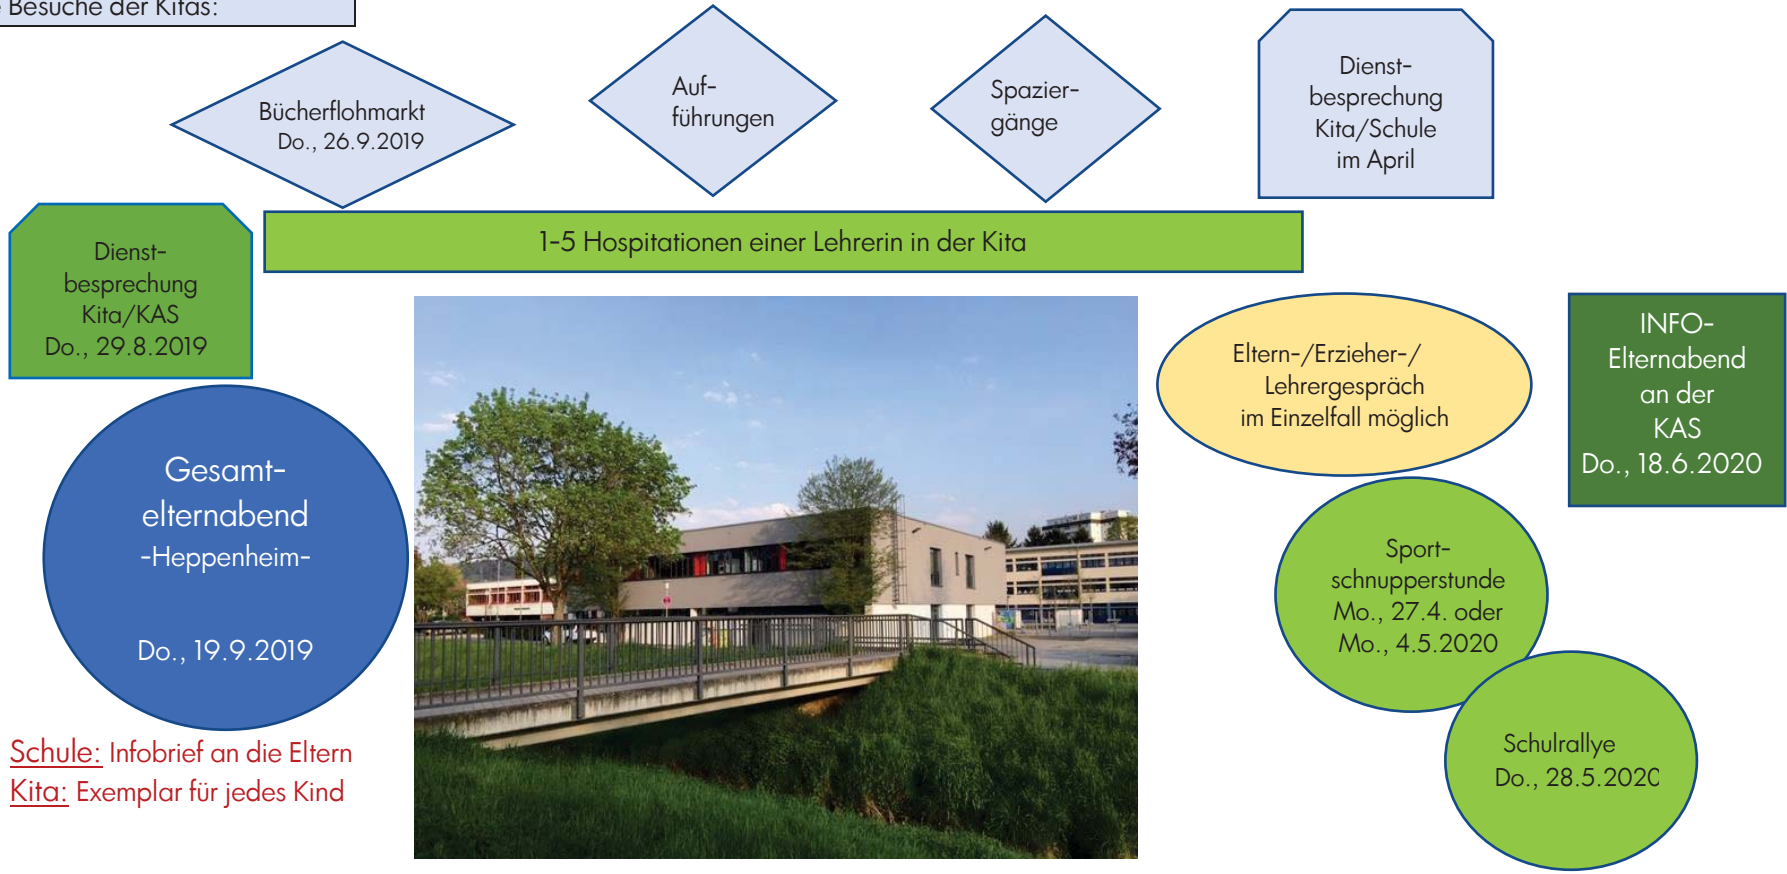 Besuche der Kitas:
Bücherflohmarkt
Do., 26.9.2019
Auf-
führungen
Spazier-
gänge
Dienst-
besprechung
Kita/Schule
im April
Dienst-
besprechung
Kita/KAS
Do., 29.8.2019
1-5 Hospitationen einer Lehrerin in der Kita
Gesamt-
elternabend
-Heppenheim-
Do., 19.9.2019
Eltern-/Erzieher-/
Lehrergespräch
im Einzelfall möglich
INFO-
Elternabend
an der
KAS
Do., 18.6.2020
Sport-
schnupperstunde
Mo., 27.4. oder
Mo., 4.5.2020
Schulrallye
Do., 28.5.2020
Schule: Infobrief an die Eltern
Kita: Exemplar für jedes Kind